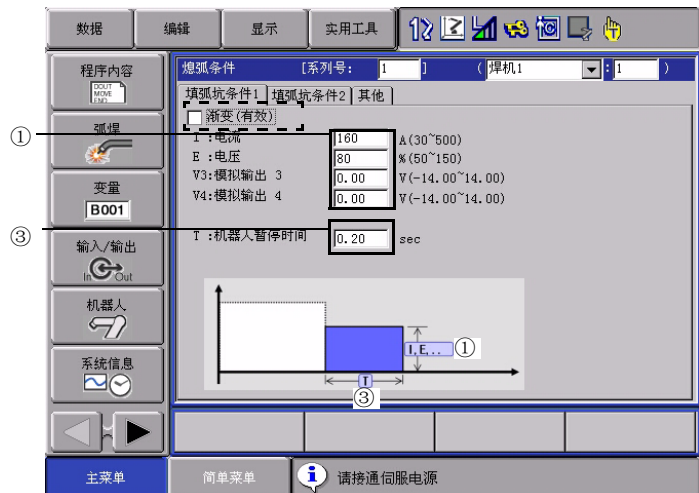 数据 编辑 显示 实用工具
程序内容
DOUT
MOVE
END
弧焊
变量
B001
输入/输出
In Out
机器人
系统信息
熄弧条件 [系列号: 1 ] ( 焊机1 : 1 )
填弧坑条件1 填弧坑条件2 其他
渐变(有效)
① I :电流 160 A(30~500)
E :电压 80 %(50~150)
V3:模拟输出 3 0.00 V(-14.00~14.00)
V4:模拟输出 4 0.00 V(-14.00~14.00)
③ T :机器人暂停时间 0.20 sec
I,E,.. ①
T
③
主菜单 简单菜单 请接通伺服电源